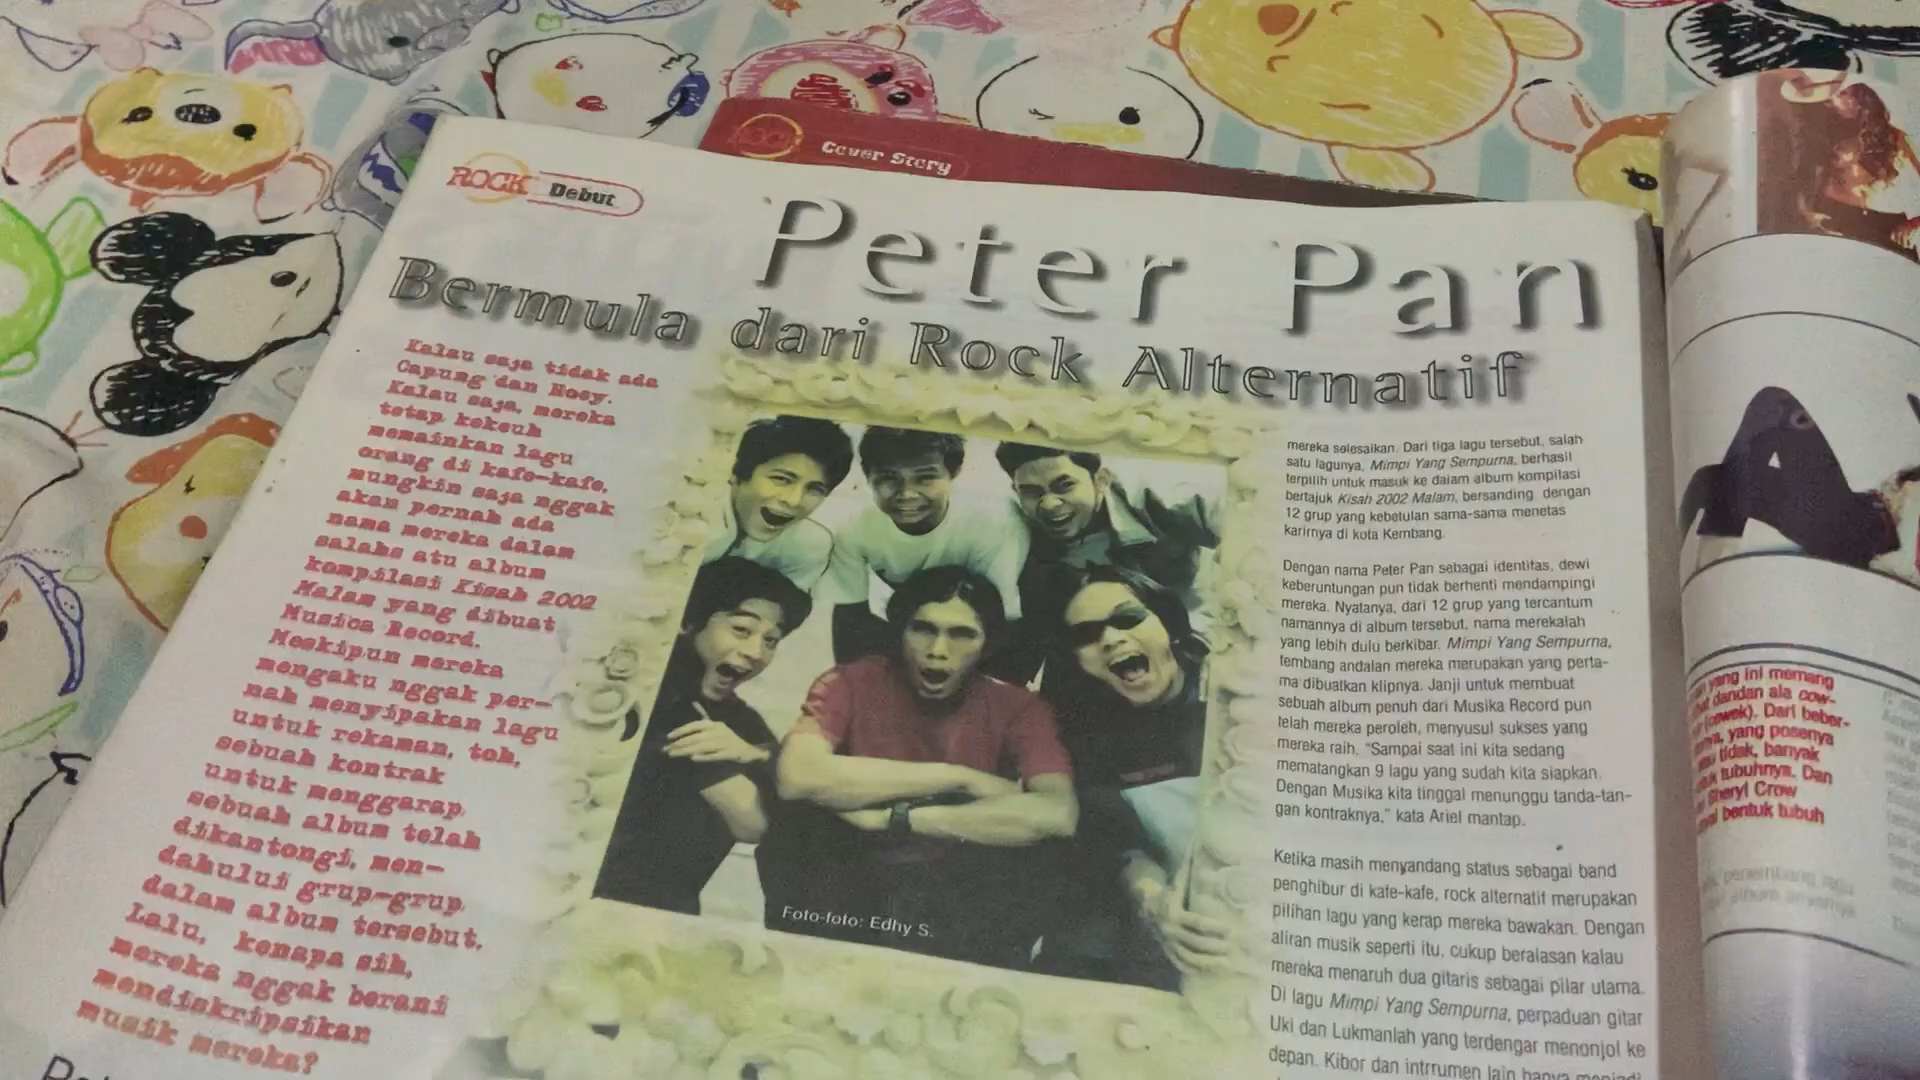 Cover Story
ROCK Debut
Peter Pan
Bermula dari Rock Alternatif
Kalau saja tidak ada
Capung dan Noey.
Kalau saja, mereka
tetap kekeuh
memainkan lagu
orang di kafe-kafe,
mungkin saja nggak
akan pernah ada
nama mereka dalam
salahs atu album
kompilasi Kisah 2002
Malam yang dibuat
Musica Record.
Meskipun mereka
mengaku nggak per-
nah menyipakan lagu
untuk rekaman, toh,
sebuah kontrak
untuk menggarap
sebuah album telah
dikantongi, men-
dahului grup-grup
dalam album tersebut.
Lalu, kenapa sih,
mereka nggak berani
mendiskripsikan
musik mereka?
Foto-foto: Edhy S.
mereka selesaikan. Dari tiga lagu tersebut, salah
satu lagunya, Mimpi Yang Sempurna, berhasil
terpilih untuk masuk ke dalam album kompilasi
bertajuk Kisah 2002 Malam, bersanding dengan
12 grup yang kebetulan sama-sama menetas
karirnya di kota Kembang.
Dengan nama Peter Pan sebagai identitas, dewi
keberuntungan pun tidak berhenti mendampingi
mereka. Nyatanya, dari 12 grup yang tercantum
namannya di album tersebut, nama merekalah
yang lebih dulu berkibar. Mimpi Yang Sempurna,
tembang andalan mereka merupakan yang perta-
ma dibuatkan klipnya. Janji untuk membuat
sebuah album penuh dari Musika Record pun
telah mereka peroleh, menyusul sukses yang
mereka raih. "Sampai saat ini kita sedang
mematangkan 9 lagu yang sudah kita siapkan.
Dengan Musika kita tinggal menunggu tanda-tan-
gan kontraknya," kata Ariel mantap.
Ketika masih menyandang status sebagai band
penghibur di kafe-kafe, rock alternatif merupakan
pilihan lagu yang kerap mereka bawakan. Dengan
aliran musik seperti itu, cukup beralasan kalau
mereka menaruh dua gitaris sebagai pilar utama.
Di lagu Mimpi Yang Sempurna, perpaduan gitar
Uki dan Lukmanlah yang terdengar menonjol ke
depan. Kibor dan intrrumen lain hanya menjadi
yang ini memang
dandan ala cow-
(cewek). Dari beber-
yang posenya
tidak, banyak
tubuhnya. Dan
Sheryl Crow
bentuk tubuh